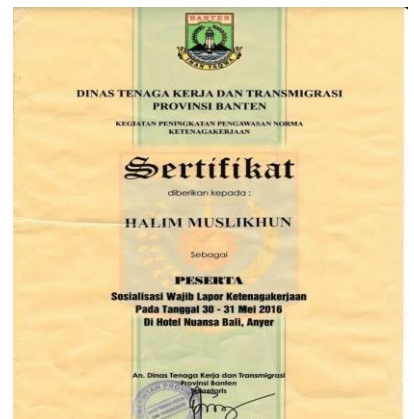 BANTEN
IMAN TAQWA
DINAS TENAGA KERJA DAN TRANSMIGRASI
PROVINSI BANTEN
KEGIATAN PENINGKATAN PENGAWASAN NORMA
KETENAGAKERJAAN
Sertifikat
diberikan kepada :
HALIM MUSLIKHUN
Sebagai
PESERTA
Sosialisasi Wajib Lapor Ketenagakerjaan
Pada Tanggal 30 - 31 Mei 2016
Di Hotel Nuansa Bali, Anyer
An. Dinas Tenaga Kerja dan Transmigrasi
Provinsi Banten
Sekretaris